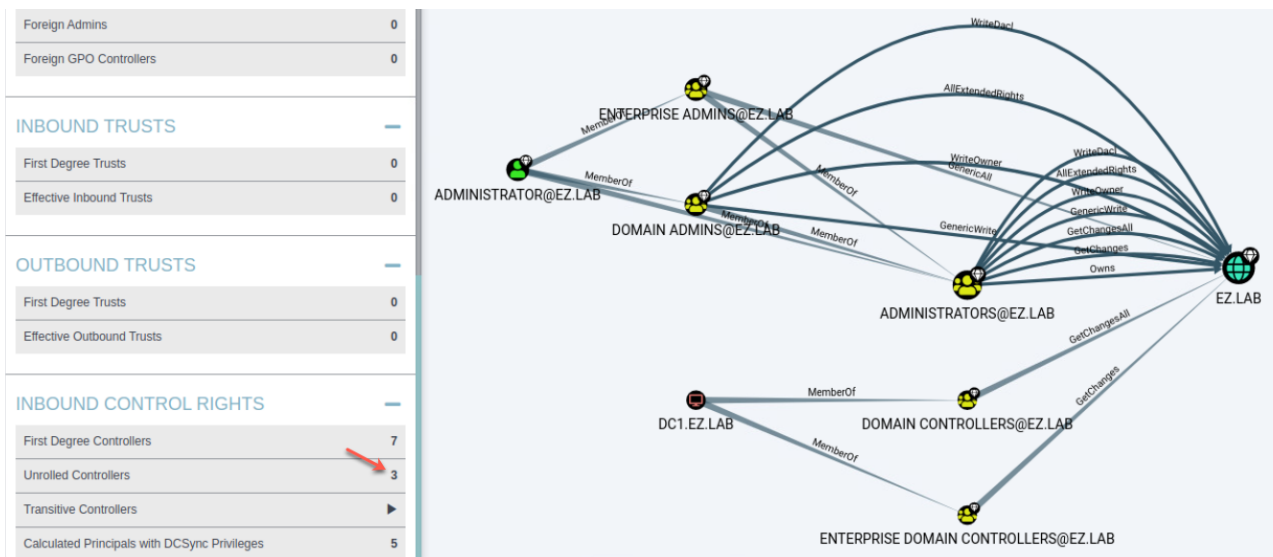 Foreign Admins 0
Foreign GPO Controllers 0
INBOUND TRUSTS
First Degree Trusts 0
Effective Inbound Trusts 0
OUTBOUND TRUSTS
First Degree Trusts 0
Effective Outbound Trusts 0
INBOUND CONTROL RIGHTS
First Degree Controllers 7
Unrolled Controllers 3
Transitive Controllers
Calculated Principals with DCSync Privileges 5
WriteDacl
AllExtendedRights
ENTERPRISE ADMINS@EZ.LAB
MemberOf
WriteDacl
WriteOwner
GenericAll
AllExtendedRights
MemberOf
MemberOf
ADMINISTRATOR@EZ.LAB
WriteOwner
GenericWrite
MemberOf
DOMAIN ADMINS@EZ.LAB
MemberOf
GenericWrite
GetChangesAll
GetChanges
Owns
EZ.LAB
ADMINISTRATORS@EZ.LAB
GetChangesAll
MemberOf
GetChanges
DC1.EZ.LAB
DOMAIN CONTROLLERS@EZ.LAB
MemberOf
ENTERPRISE DOMAIN CONTROLLERS@EZ.LAB